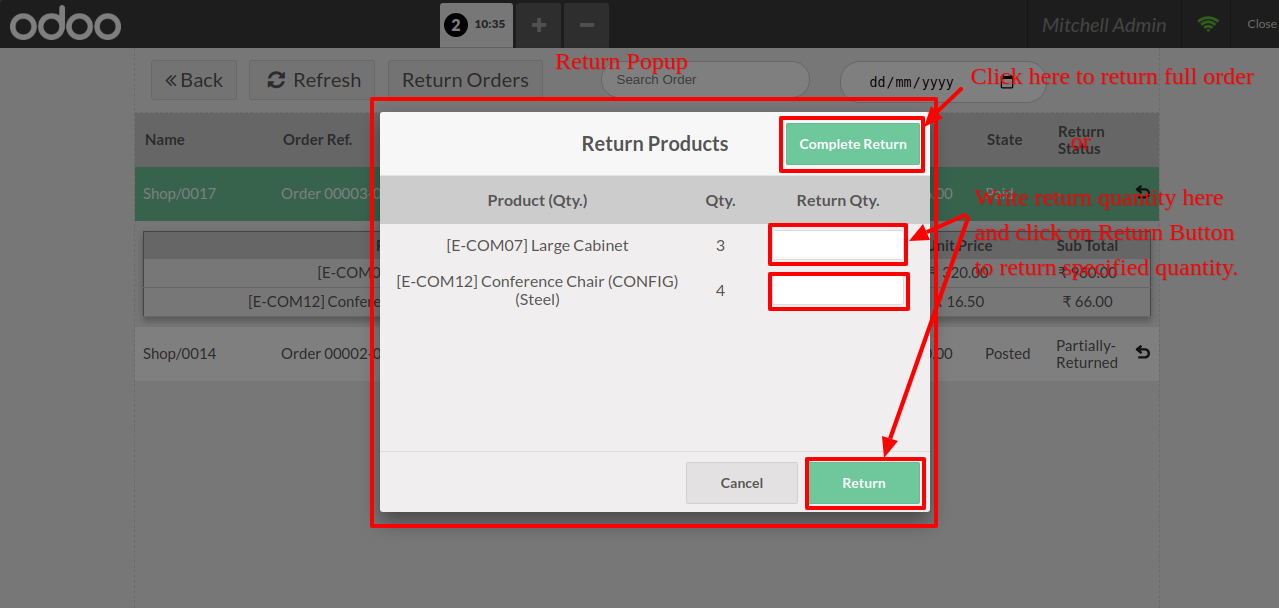 odoo
2 10:35
Mitchell Admin
Close
Back
Refresh
Return Orders
Return Popup
Search Order
dd/mm/yyyy
Click here to return full order
Name
Order Ref.
State
Return
Status
or
Return Products
Complete Return
Shop/0017
Order 00003-0
.00
Paid
Product (Qty.)
Qty.
Return Qty.
Write return quantity here
and click on Return Button
to return specified quantity.
[E-COM07] Large Cabinet
3
Unit Price
Sub Total
[E-COM0
₹ 320.00
₹ 960.00
[E-COM12] Conference Chair (CONFIG)
(Steel)
4
[E-COM12] Confere
₹ 16.50
₹ 66.00
Shop/0014
Order 00002-0
.00
Posted
Partially-
Returned
Cancel
Return